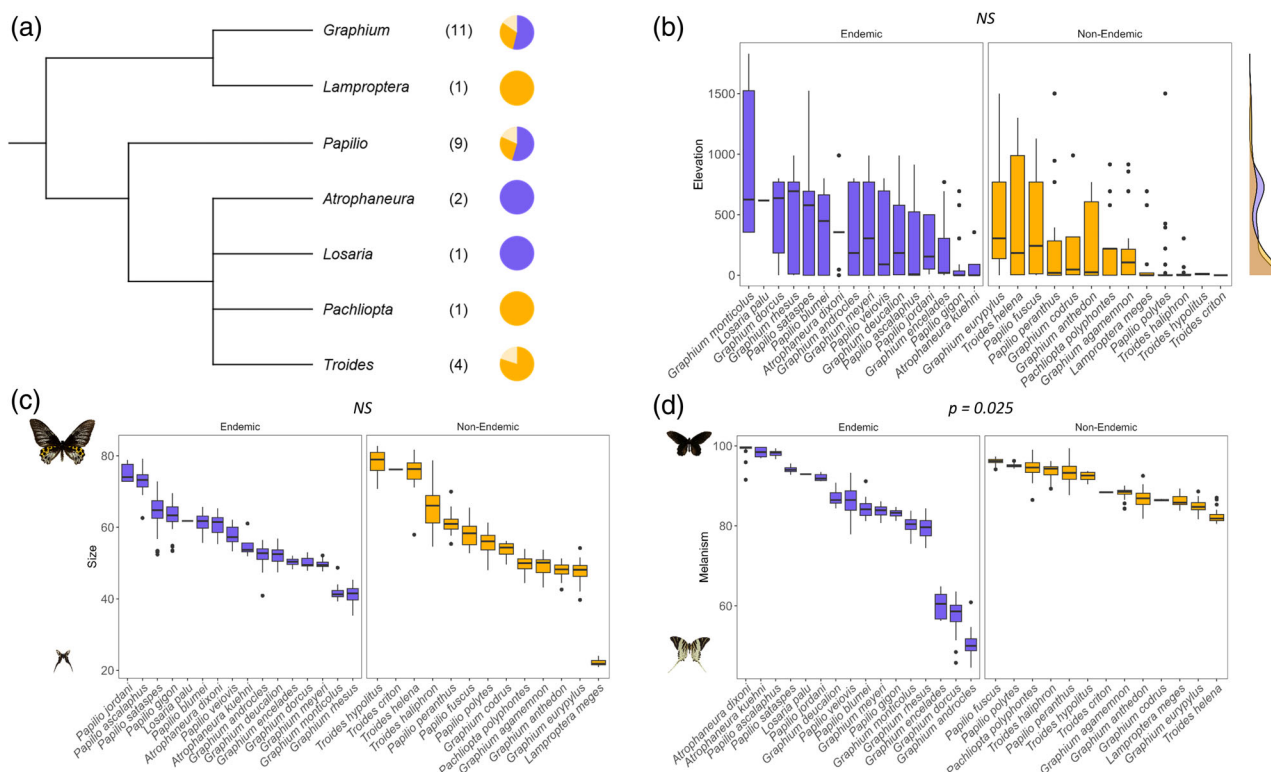 (a)
Graphium (11)
Lamproptera (1)
Papilio (9)
Atrophaneura (2)
Losaria (1)
Pachliopta (1)
Troides (4)
(b)
NS
Endemic Non-Endemic
Elevation
1500
1000
500
0
Graphium monticolus
Losaria palu
Graphium dorcus
Graphium rhesus
Papilio sataspes
Papilio blumei
Atrophaneura dixoni
Graphium androcles
Graphium meyeri
Papilio veiovis
Graphium deucalion
Papilio ascalaphus
Papilio jordani
Graphium encelades
Papilio gigon
Atrophaneura kuehni
Graphium eurypylus
Troides helena
Papilio fuscus
Papilio peranthus
Graphium codrus
Graphium anthedon
Pachliopta polyphontes
Graphium agamemnon
Lamproptera meges
Papilio polytes
Troides haliphron
Troides hypolitus
Troides criton
(c)
NS
Endemic Non-Endemic
Size
80
60
40
20
Papilio jordani
Papilio ascalaphus
Papilio sataspes
Papilio gigon
Losaria palu
Papilio blumei
Atrophaneura dixoni
Papilio veiovis
Atrophaneura kuehni
Graphium androcles
Graphium deucalion
Graphium encelades
Graphium dorcus
Graphium meyeri
Graphium monticolus
Graphium rhesus
Troides hypolitus
Troides criton
Troides helena
Troides haliphron
Papilio peranthus
Papilio fuscus
Papilio polytes
Graphium codrus
Pachliopta polyphontes
Graphium agamemnon
Graphium anthedon
Graphium eurypylus
Lamproptera meges
(d)
p = 0.025
Endemic Non-Endemic
Melanism
100
80
60
Atrophaneura dixoni
Atrophaneura kuehni
Papilio ascalaphus
Papilio sataspes
Losaria palu
Papilio jordani
Graphium deucalion
Papilio veiovis
Papilio blumei
Graphium meyeri
Papilio gigon
Graphium monticolus
Graphium rhesus
Graphium encelades
Graphium dorcus
Graphium androcles
Papilio fuscus
Papilio polytes
Pachliopta polyphontes
Troides haliphron
Papilio peranthus
Troides hypolitus
Troides criton
Graphium agamemnon
Graphium anthedon
Graphium codrus
Lamproptera meges
Graphium eurypylus
Troides helena